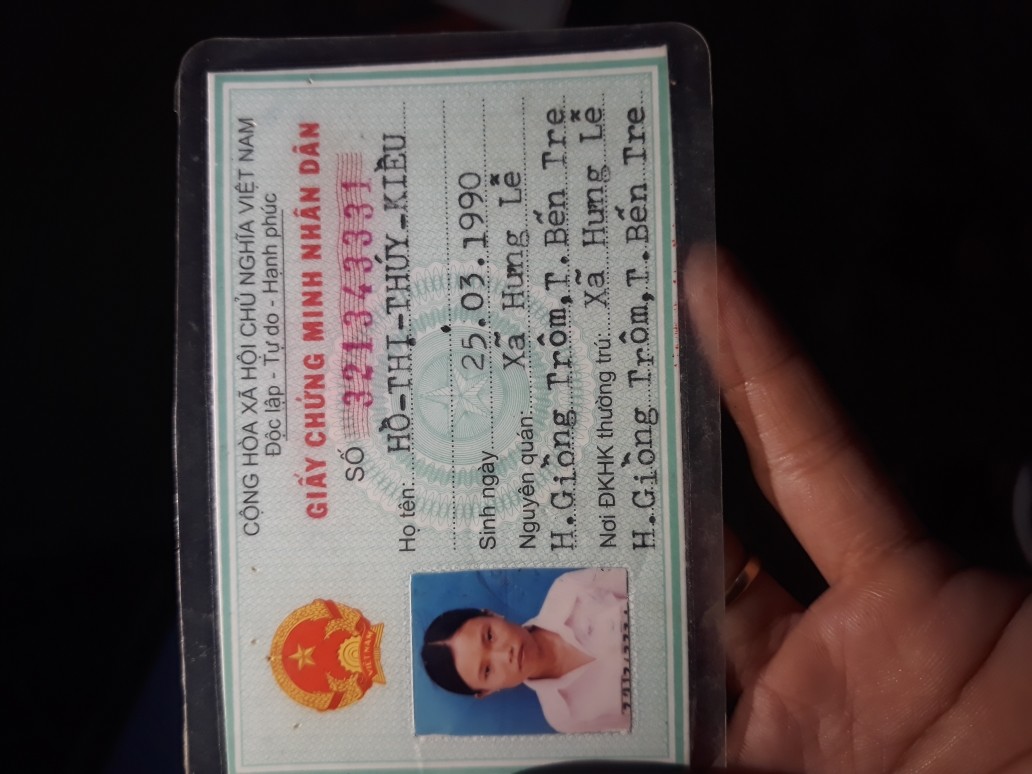 CỘNG HÒA XÃ HỘI CHỦ NGHĨA VIỆT NAM
Độc lập - Tự do - Hạnh phúc
GIẤY CHỨNG MINH NHÂN DÂN
SỐ 321343331
Họ tên: HỒ-THỊ-THÚY-KIỀU
Sinh ngày 25.03.1990
Nguyên quán: Xã Hưng Lễ
H.Giồng Trôm,T.Bến Tre
Nơi ĐKHK thường trú: Xã Hưng Lễ
H.Giồng Trôm,T.Bến Tre
VIỆT NAM